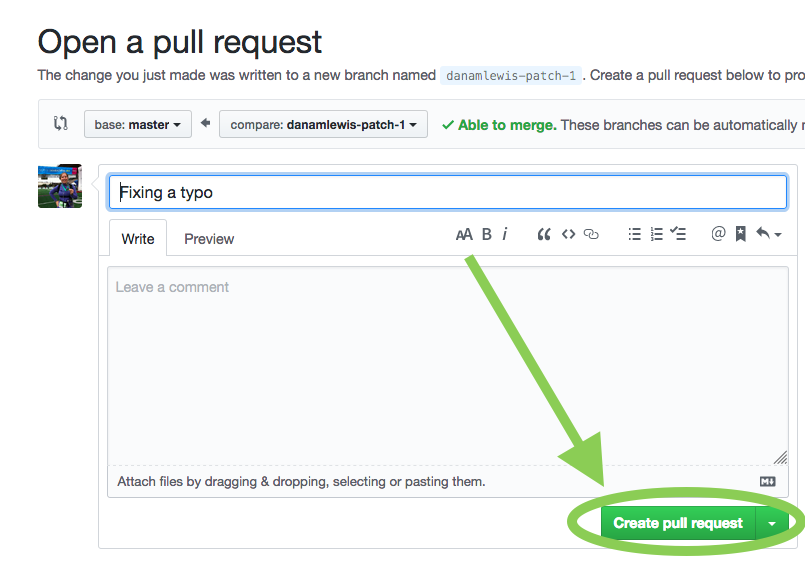 Open a pull request
The change you just made was written to a new branch named danamlewis-patch-1 . Create a pull request below to pro
base: master compare: danamlewis-patch-1 Able to merge. These branches can be automatically
Fixing a typo
Write Preview AA B i @
Leave a comment
Attach files by dragging & dropping, selecting or pasting them. M↓
Create pull request